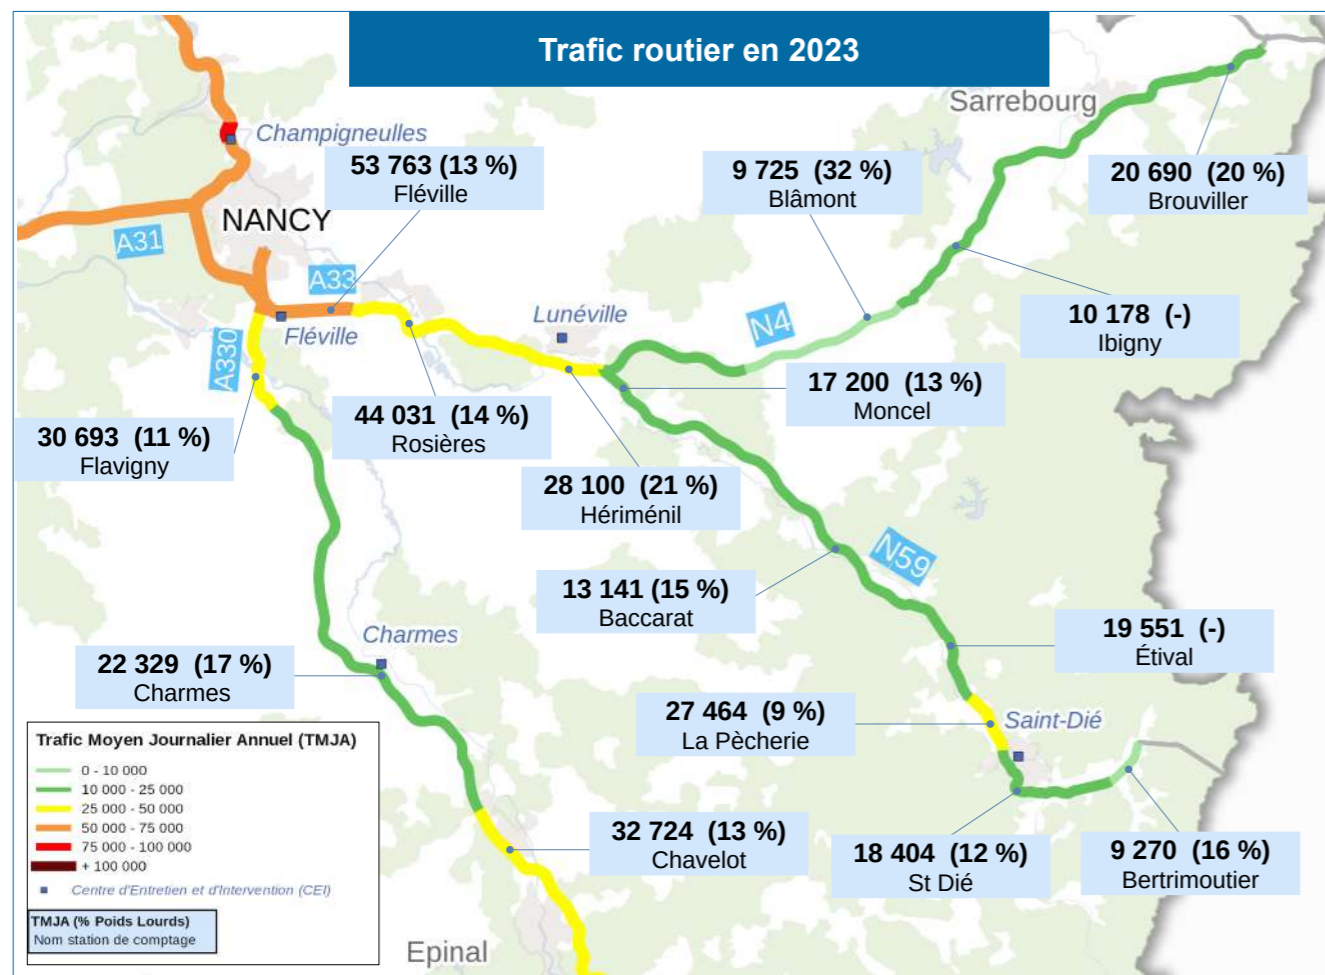 Trafic routier en 2023
Sarrebourg
Champigneulles
53 763 (13 %)
Fléville
9 725 (32 %)
Blâmont
20 690 (20 %)
Brouviller
NANCY
A31
A33
Lunéville
N4
10 178 (-)
Ibigny
Fléville
A330
17 200 (13 %)
Moncel
44 031 (14 %)
Rosières
30 693 (11 %)
Flavigny
28 100 (21 %)
Hériménil
N59
13 141 (15 %)
Baccarat
Charmes
19 551 (-)
Étival
22 329 (17 %)
Charmes
27 464 (9 %)
La Pècherie
Saint-Dié
32 724 (13 %)
Chavelot
18 404 (12 %)
St Dié
9 270 (16 %)
Bertrimoutier
Epinal
Trafic Moyen Journalier Annuel (TMJA)
0 - 10 000
10 000 - 25 000
25 000 - 50 000
50 000 - 75 000
75 000 - 100 000
+ 100 000
Centre d'Entretien et d'Intervention (CEI)
TMJA (% Poids Lourds)
Nom station de comptage